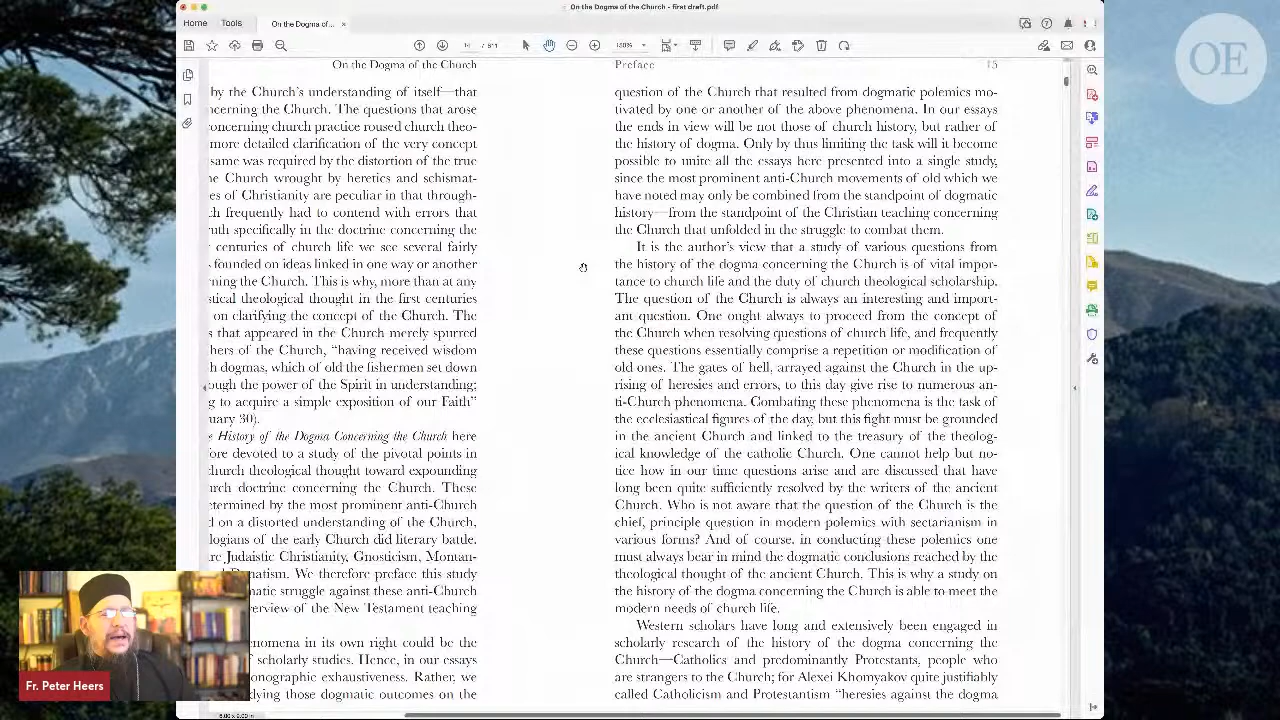 On the Dogma of the Church - first draft.pdf
Home Tools On the Dogma of... ×
OE
130%
On the Dogma of the Church
by the Church's understanding of itself—that
The questions that arose
concerning church practice roused church theo-
more detailed clarification of the very concept
same was required by the distortion of the true
Church wrought by heretics and schismat-
of Christianity are peculiar in that through-
frequently had to contend with errors that
specifically in the doctrine concerning the
centuries of church life we see several fairly
founded on ideas linked in one way or another
the Church. This is why, more than at any
theological thought in the first centuries
on clarifying the concept of the Church. The
that appeared in the Church merely spurred
of the Church, “having received wisdom
dogmas, which of old the fishermen set down
through the power of the Spirit in understanding;
to acquire a simple exposition of our Faith”
30).
History of the Dogma Concerning the Church here
devoted to a study of the pivotal points in
church theological thought toward expounding
doctrine concerning the Church. These
by the most prominent anti-Church
on a distorted understanding of the Church,
of the early Church did literary battle.
Judaistic Christianity, Gnosticism, Montan-
Donatism. We therefore preface this study
struggle against these anti-Church
overview of the New Testament teaching
in its own right could be the
of scholarly studies. Hence, in our essays
exhaustiveness. Rather, we
those dogmatic outcomes on the
Preface 15
question of the Church that resulted from dogmatic polemics mo-
tivated by one or another of the above phenomena. In our essays
the ends in view will be not those of church history, but rather of
the history of dogma. Only by thus limiting the task will it become
possible to unite all the essays here presented into a single study,
since the most prominent anti-Church movements of old which we
have noted may only be combined from the standpoint of dogmatic
history—from the standpoint of the Christian teaching concerning
the Church that unfolded in the struggle to combat them.
It is the author's view that a study of various questions from
the history of the dogma concerning the Church is of vital impor-
tance to church life and the duty of church theological scholarship.
The question of the Church is always an interesting and import-
ant question. One ought always to proceed from the concept of
the Church when resolving questions of church life, and frequently
these questions essentially comprise a repetition or modification of
old ones. The gates of hell, arrayed against the Church in the up-
rising of heresies and errors, to this day give rise to numerous an-
ti-Church phenomena. Combating these phenomena is the task of
the ecclesiastical figures of the day, but this fight must be grounded
in the ancient Church and linked to the treasury of the theolog-
ical knowledge of the catholic Church. One cannot help but no-
tice how in our time questions arise and are discussed that have
long been quite sufficiently resolved by the writers of the ancient
Church. Who is not aware that the question of the Church is the
chief, principle question in modern polemics with sectarianism in
various forms? And of course, in conducting these polemics one
must always bear in mind the dogmatic conclusions reached by the
theological thought of the ancient Church. This is why a study on
the history of the dogma concerning the Church is able to meet the
modern needs of church life.
Western scholars have long and extensively been engaged in
scholarly research of the history of the dogma concerning the
Church—Catholics and predominantly Protestants, people who
are strangers to the Church; for Alexei Khomyakov quite justifiably
called Catholicism and Protestantism “heresies against the dogma
Fr. Peter Heers